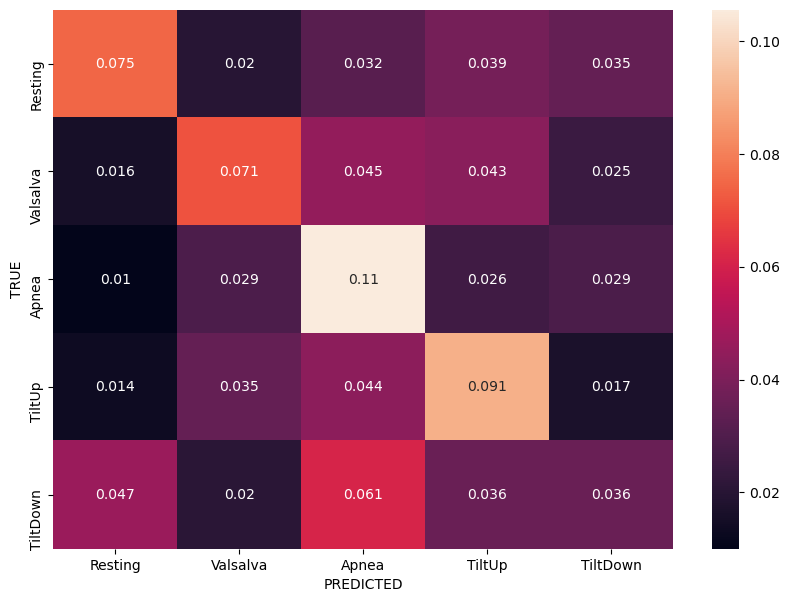 TRUE
Resting 0.075 0.02 0.032 0.039 0.035
Valsalva 0.016 0.071 0.045 0.043 0.025
Apnea 0.01 0.029 0.11 0.026 0.029
TiltUp 0.014 0.035 0.044 0.091 0.017
TiltDown 0.047 0.02 0.061 0.036 0.036
Resting Valsalva Apnea TiltUp TiltDown
PREDICTED
0.10
0.08
0.06
0.04
0.02